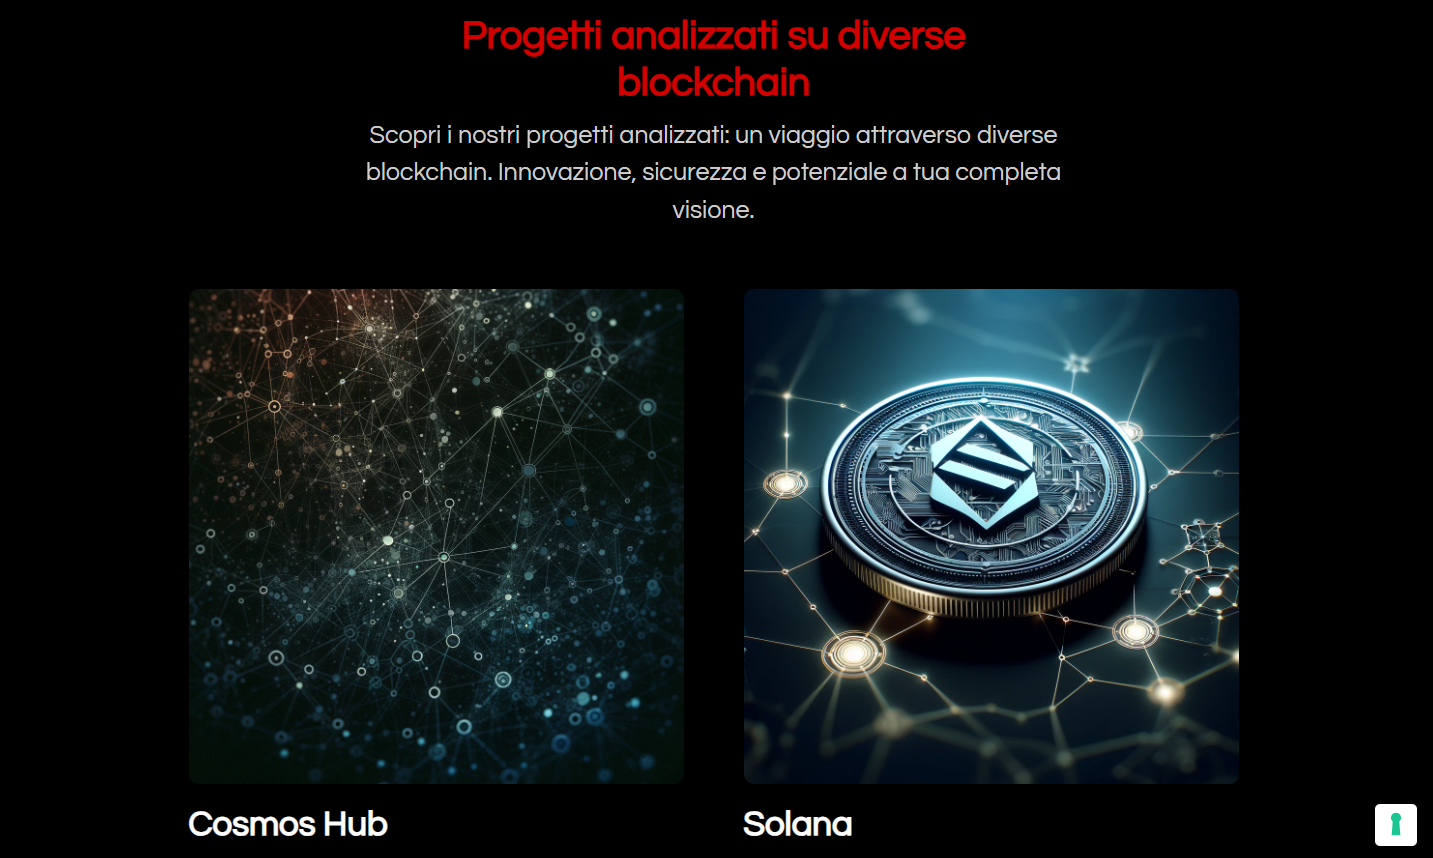 Progetti analizzati su diverse
blockchain
Scopri i nostri progetti analizzati: un viaggio attraverso diverse
blockchain. Innovazione, sicurezza e potenziale a tua completa
visione.
Cosmos Hub
Solana